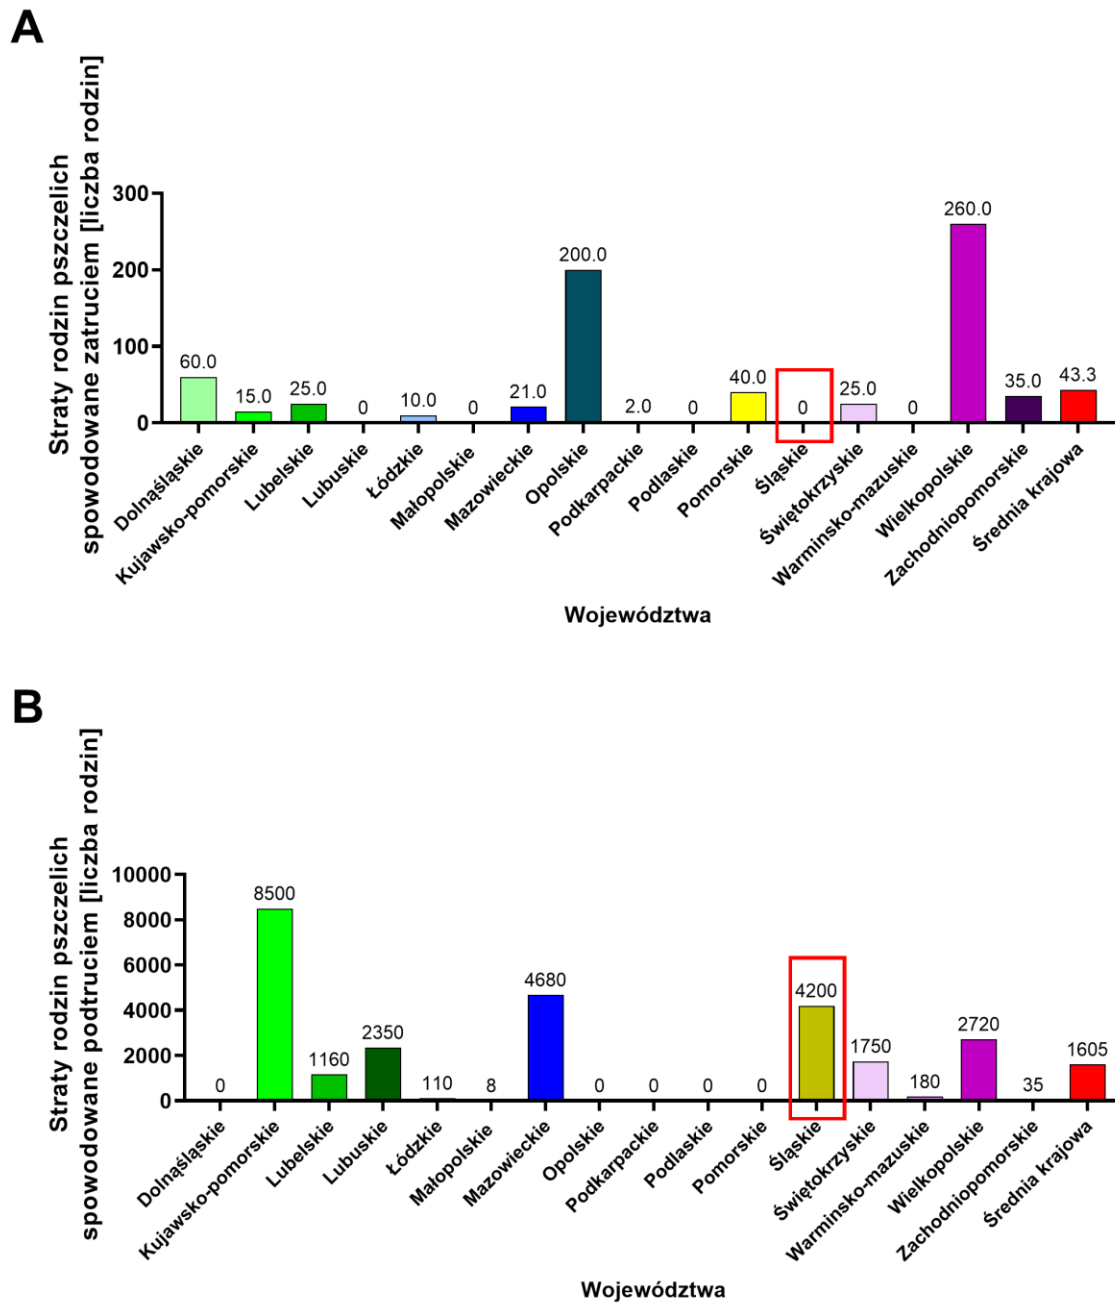 A
Straty rodzin pszczelich
spowodowane zatruciem [liczba rodzin]
300
200
100
0
60.0
15.0
25.0
0
10.0
0
21.0
200.0
2.0
0
40.0
0
25.0
0
260.0
35.0
43.3
Dolnąśląskie
Kujawsko-pomorskie
Lubelskie
Lubuskie
Łódzkie
Małopolskie
Mazowieckie
Opolskie
Podkarpackie
Podlaskie
Pomorskie
Śląskie
Świętokrzyskie
Warminsko-mazuskie
Wielkopolskie
Zachodniopomorskie
Średnia krajowa
Województwa
B
Straty rodzin pszczelich
spowodowane podtruciem [liczba rodzin]
10000
8000
6000
4000
2000
0
0
8500
1160
2350
110
8
4680
0
0
0
0
4200
1750
180
2720
35
1605
Dolnąśląskie
Kujawsko-pomorskie
Lubelskie
Lubuskie
Łódzkie
Małopolskie
Mazowieckie
Opolskie
Podkarpackie
Podlaskie
Pomorskie
Śląskie
Świętokrzyskie
Warminsko-mazuskie
Wielkopolskie
Zachodniopomorskie
Średnia krajowa
Województwa